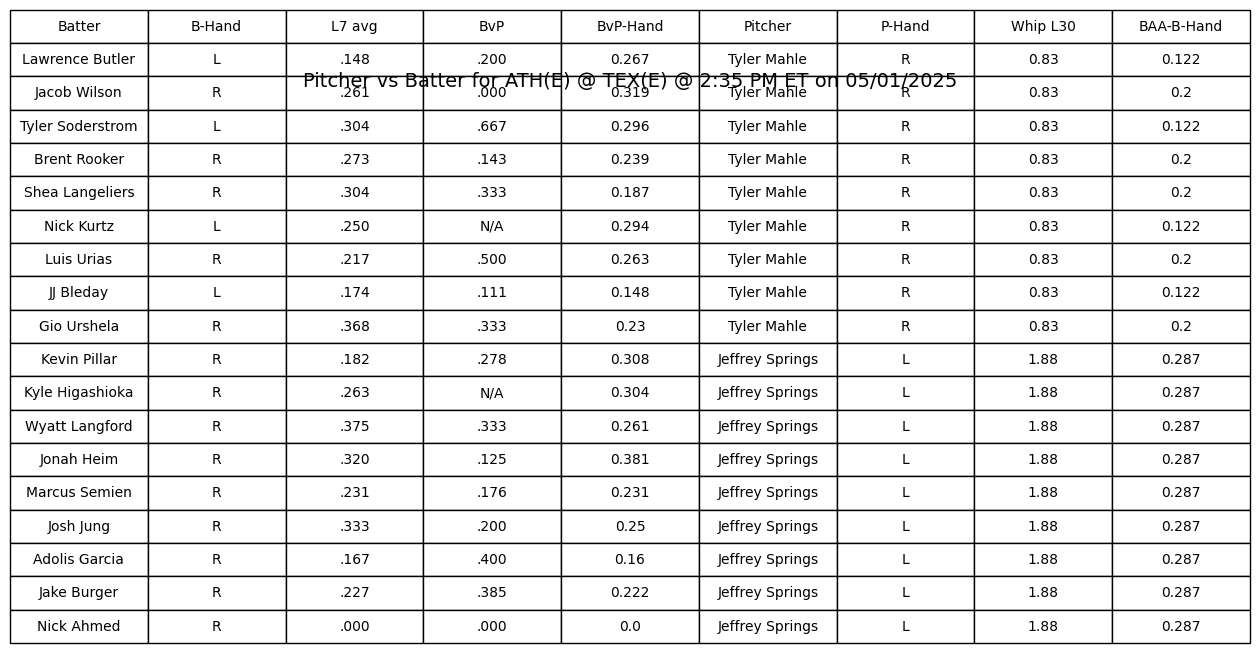 Batter B-Hand L7 avg BvP BvP-Hand Pitcher P-Hand Whip L30 BAA-B-Hand
Lawrence Butler L .148 .200 0.267 Tyler Mahle R 0.83 0.122
Pitcher vs Batter for ATH(E) @ TEX(E) @ 2:35 PM ET on 05/01/2025
Jacob Wilson R .261 .000 0.319 Tyler Mahle R 0.83 0.2
Tyler Soderstrom L .304 .667 0.296 Tyler Mahle R 0.83 0.122
Brent Rooker R .273 .143 0.239 Tyler Mahle R 0.83 0.2
Shea Langeliers R .304 .333 0.187 Tyler Mahle R 0.83 0.2
Nick Kurtz L .250 N/A 0.294 Tyler Mahle R 0.83 0.122
Luis Urias R .217 .500 0.263 Tyler Mahle R 0.83 0.2
JJ Bleday L .174 .111 0.148 Tyler Mahle R 0.83 0.122
Gio Urshela R .368 .333 0.23 Tyler Mahle R 0.83 0.2
Kevin Pillar R .182 .278 0.308 Jeffrey Springs L 1.88 0.287
Kyle Higashioka R .263 N/A 0.304 Jeffrey Springs L 1.88 0.287
Wyatt Langford R .375 .333 0.261 Jeffrey Springs L 1.88 0.287
Jonah Heim R .320 .125 0.381 Jeffrey Springs L 1.88 0.287
Marcus Semien R .231 .176 0.231 Jeffrey Springs L 1.88 0.287
Josh Jung R .333 .200 0.25 Jeffrey Springs L 1.88 0.287
Adolis Garcia R .167 .400 0.16 Jeffrey Springs L 1.88 0.287
Jake Burger R .227 .385 0.222 Jeffrey Springs L 1.88 0.287
Nick Ahmed R .000 .000 0.0 Jeffrey Springs L 1.88 0.287